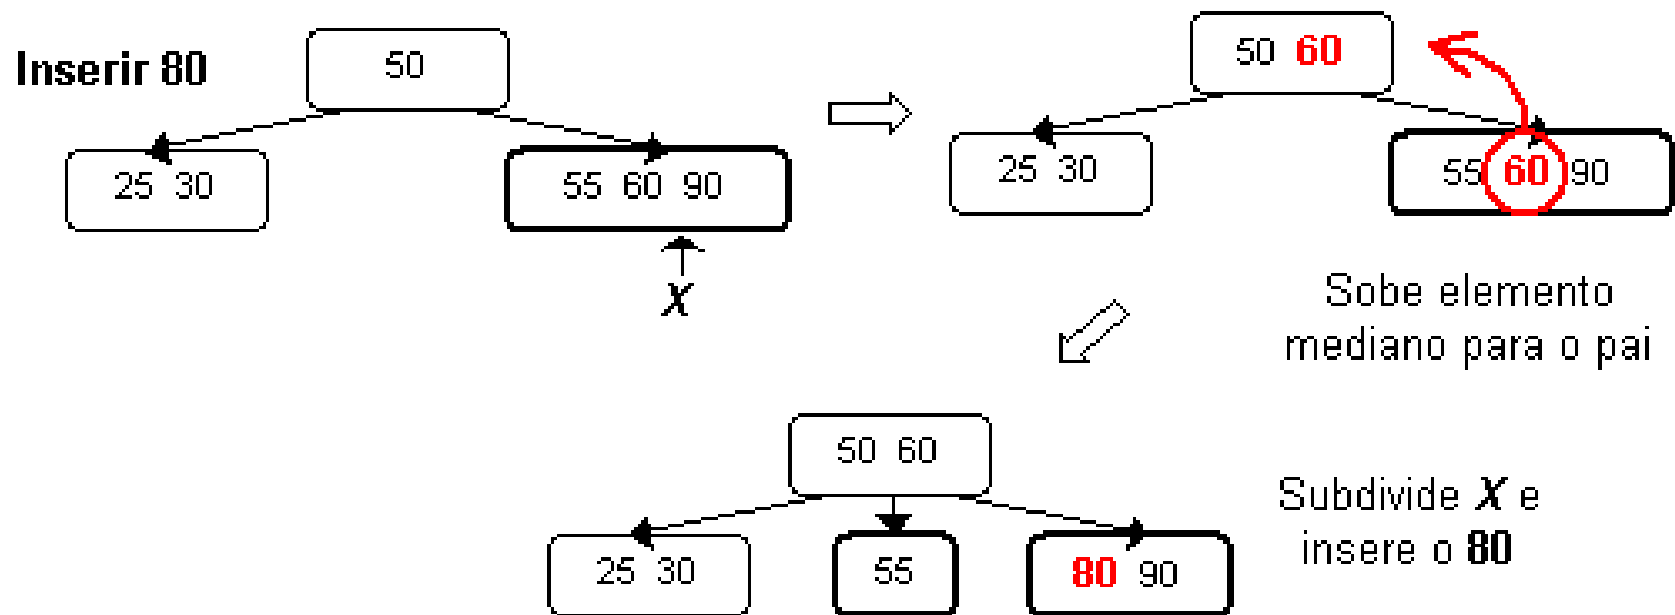 Inserir 80
50
25 30
55 60 90
X
50 60
25 30
55 60 90
Sobe elemento
mediano para o pai
50 60
25 30
55
80 90
Subdivide X e
insere o 80